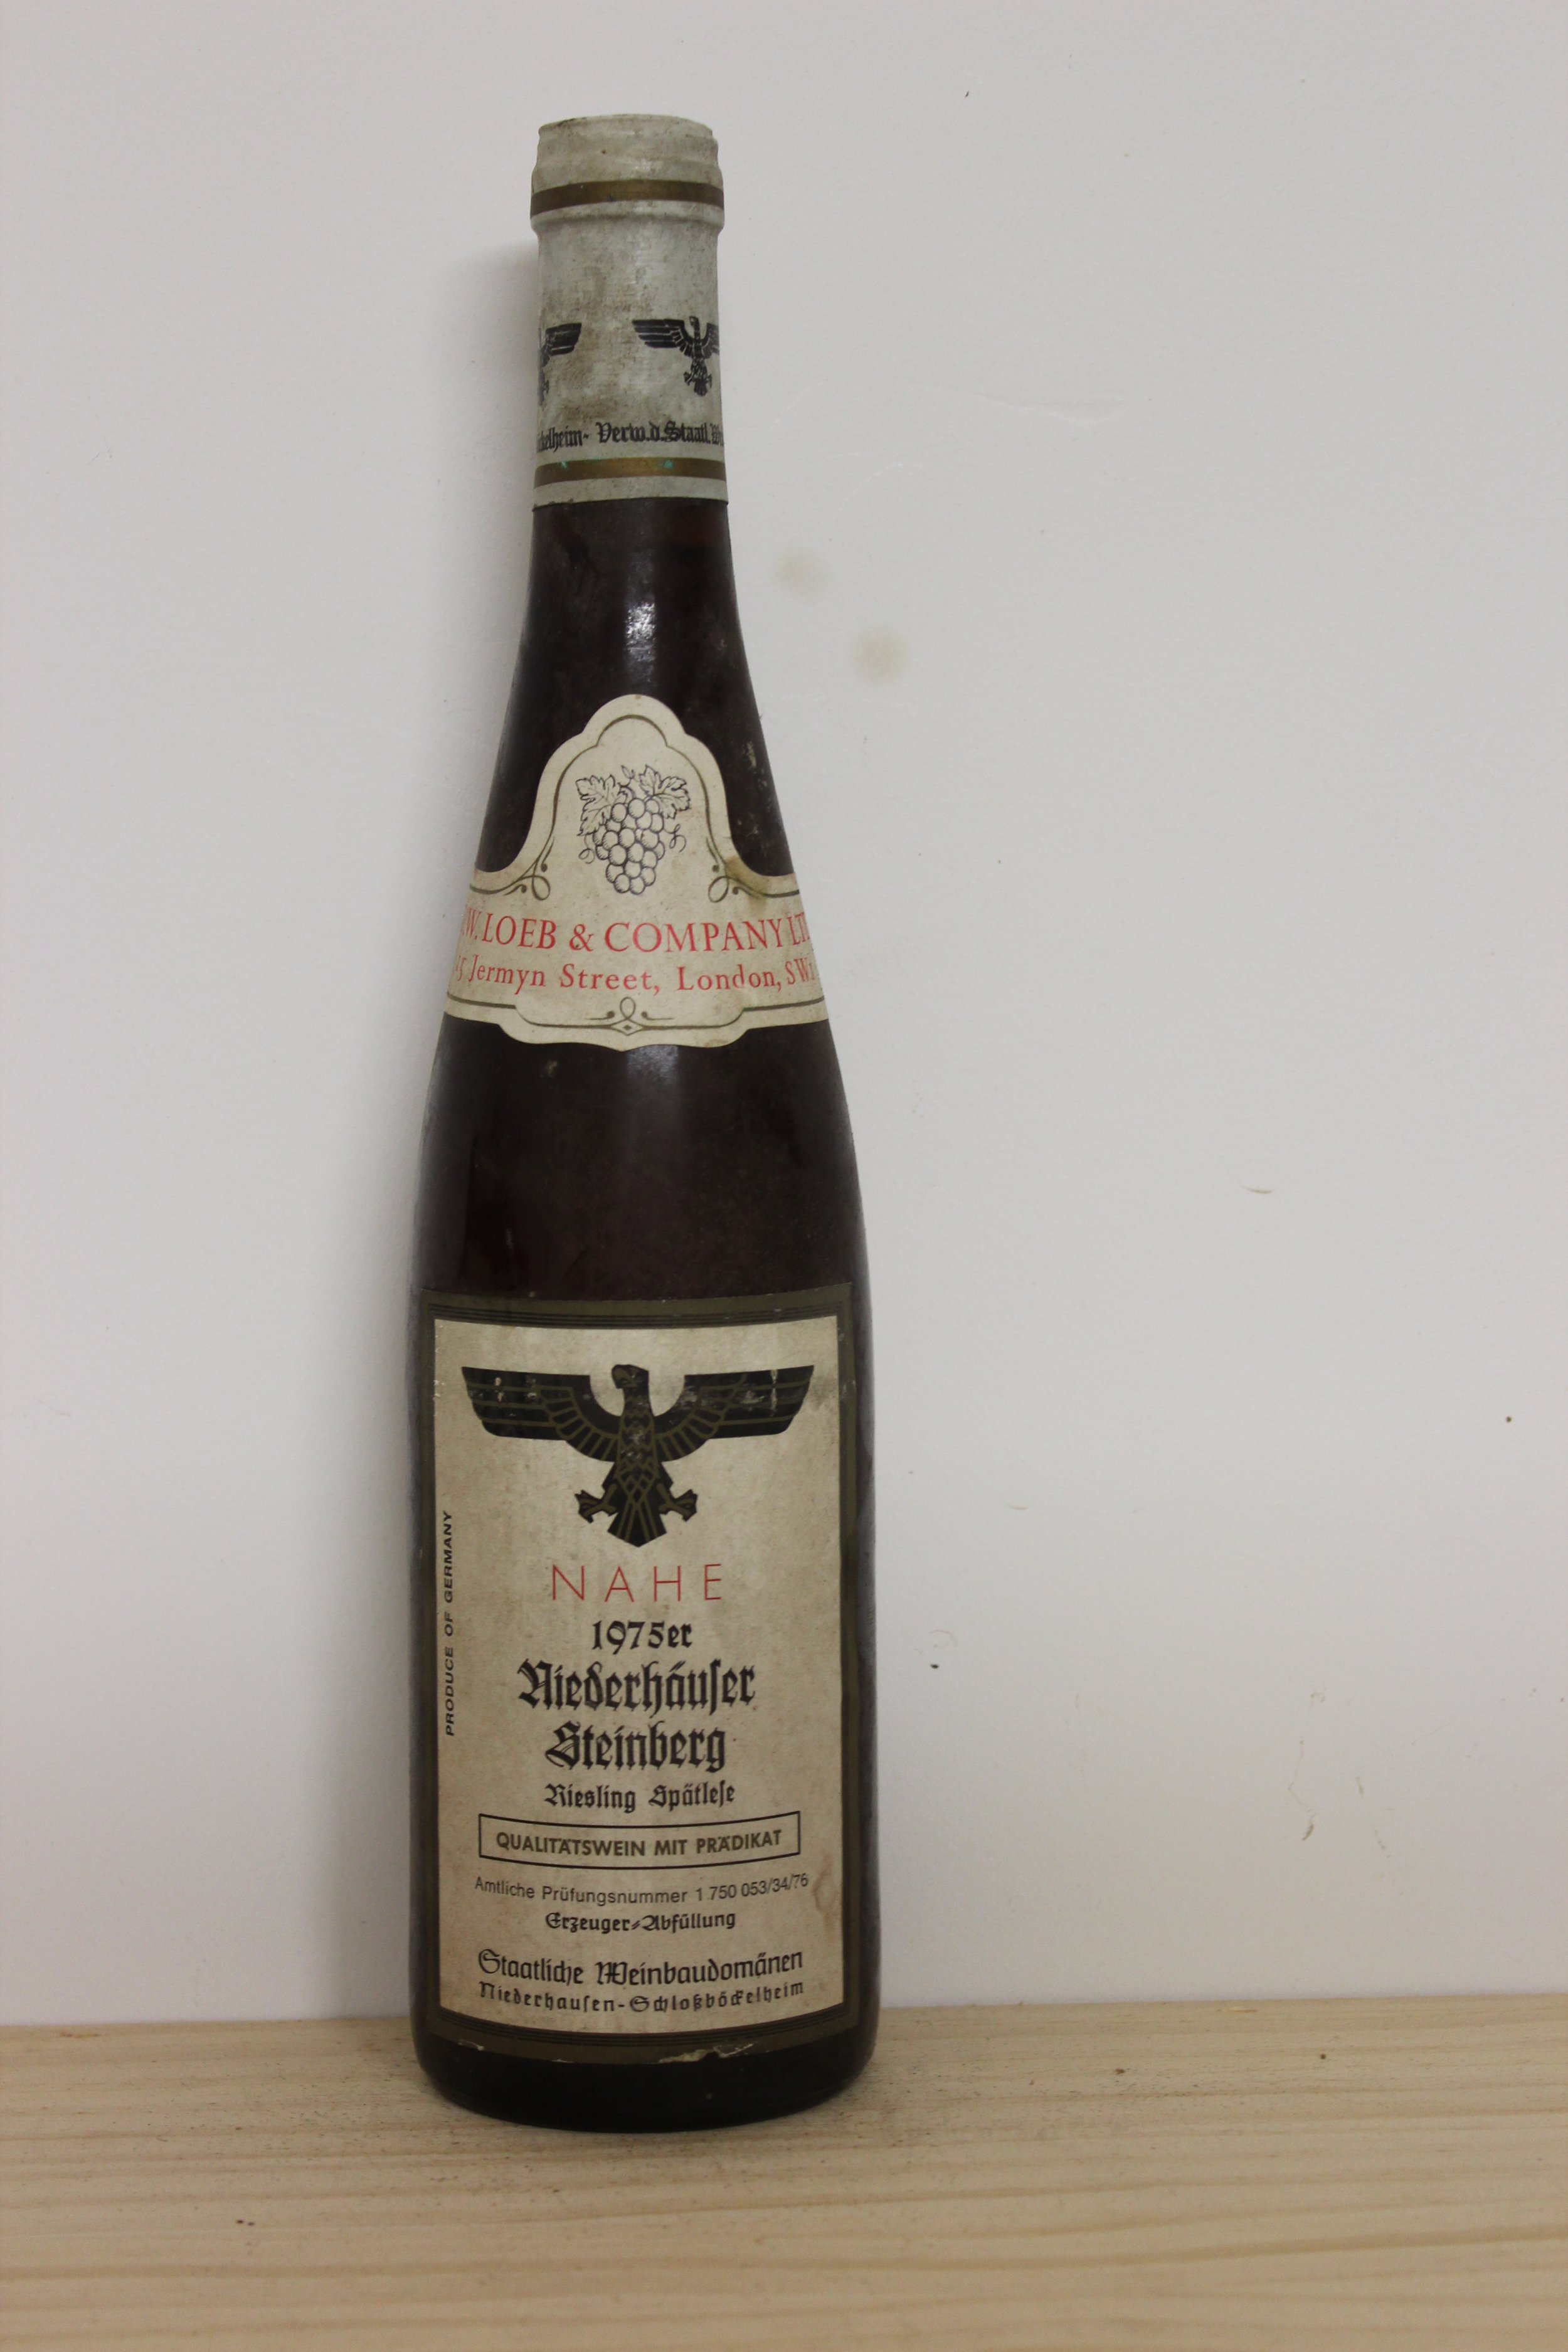 Verw.d.Staatl.
W. LOEB & COMPANY
Jermyn Street, London,
NAHE
1975er
Niederhäuſer
Steinberg
Riesling Spätleſe
QUALITÄTSWEIN MIT PRÄDIKAT
Amtliche Prüfungsnummer 1 750 053/34/76
Erzeuger-Abfüllung
Staatliche Weinbaudomänen
Niederhauſen-Schloßböckelheim
PRODUCE OF GERMANY